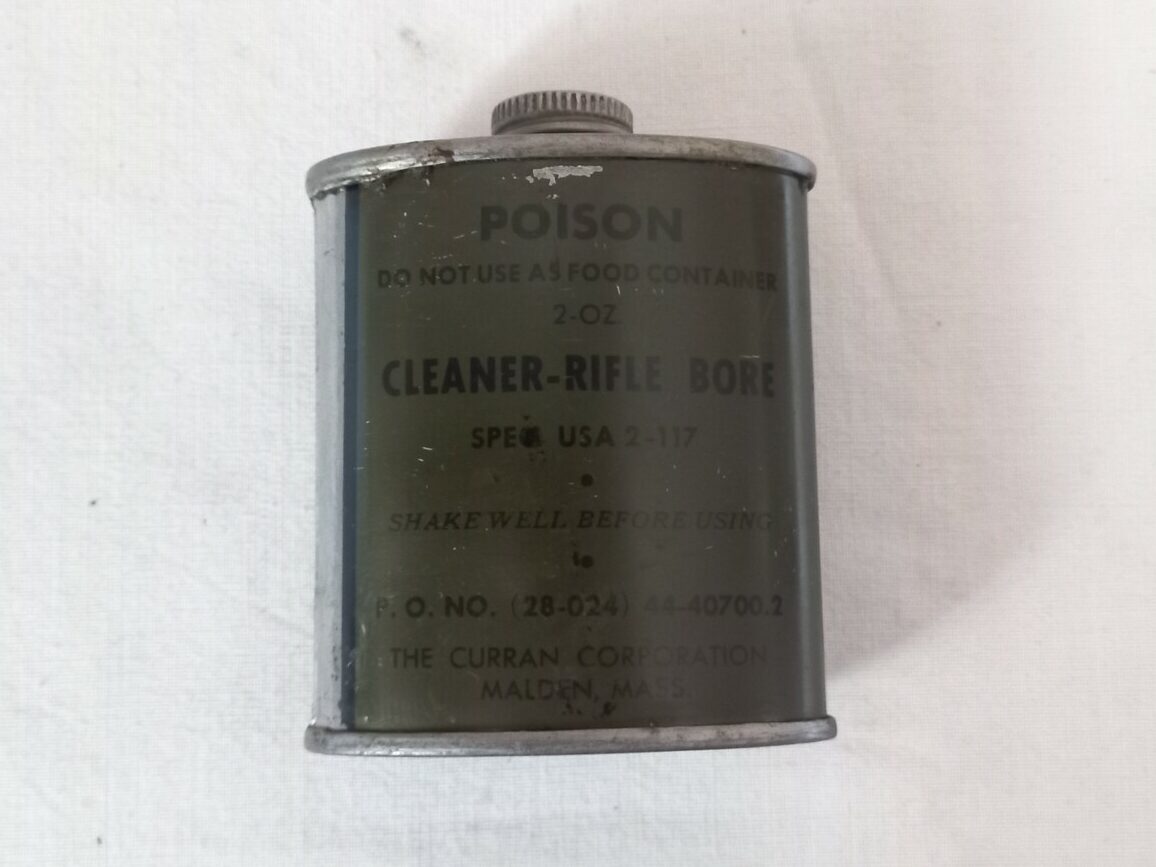 POISON
DO NOT USE AS FOOD CONTAINER
2-OZ.
CLEANER-RIFLE BORE
SPEC. USA 2-117
SHAKE WELL BEFORE USING
P. O. NO. (28-024) 44-40700.2
THE CURRAN CORPORATION
MALDEN, MASS.